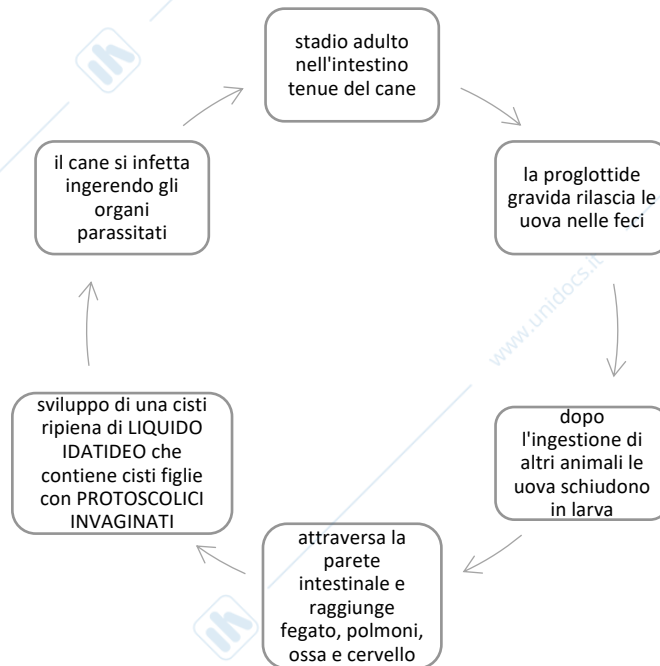 stadio adulto
nell'intestino
tenue del cane
la proglottide
gravida rilascia le
uova nelle feci
dopo
l'ingestione di
altri animali le
uova schiudono
in larva
attraversa la
parete
intestinale e
raggiunge
fegato, polmoni,
ossa e cervello
sviluppo di una cisti
ripiena di LIQUIDO
IDATIDEO che
contiene cisti figlie
con PROTOSCOLICI
INVAGINATI
il cane si infetta
ingerendo gli
organi
parassitati
www.unidocs.it